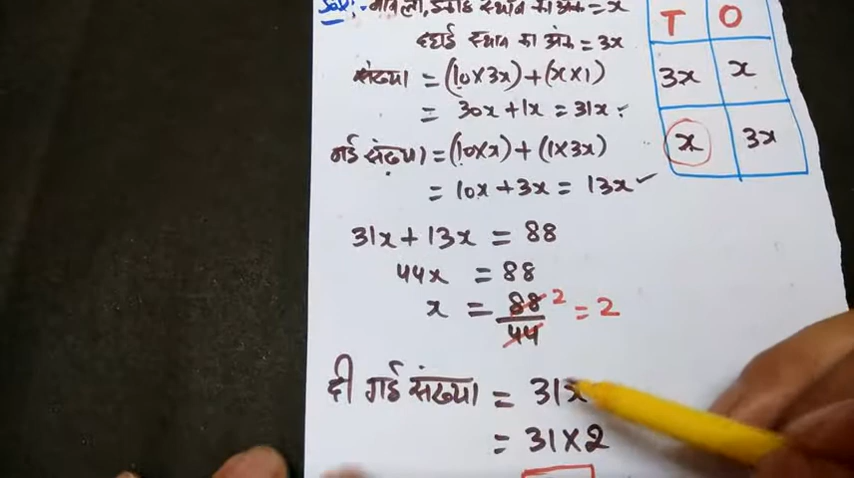 Sol:- माना, इकाई स्थान का अंक = x
दहाई स्थान का अंक = 3x
संख्या = (10×3x)+(x×1)
= 30x+1x = 31x
नई संख्या = (10×x)+(1×3x)
= 10x+3x = 13x ✓
31x+13x = 88
44x = 88
x = 88/44 2 = 2
दी गई संख्या = 31x
= 31×2
T O
3x x
x 3x